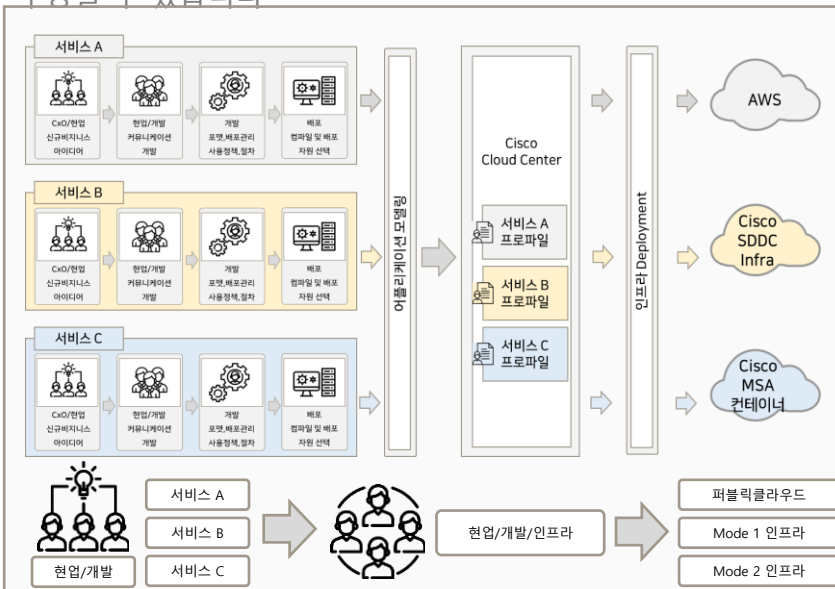 서비스 A
CxO/현업
신규비지니스
아이디어
현업/개발
커뮤니케이션
개발
개발
포맷,배포관리
사용정책,절차
배포
컴파일 및 배포
자원 선택
서비스 B
CxO/현업
신규비지니스
아이디어
현업/개발
커뮤니케이션
개발
개발
포맷,배포관리
사용정책,절차
배포
컴파일 및 배포
자원 선택
서비스 C
CxO/현업
신규비지니스
아이디어
현업/개발
커뮤니케이션
개발
개발
포맷,배포관리
사용정책,절차
배포
컴파일 및 배포
자원 선택
어플리케이션 모델링
Cisco
Cloud Center
서비스 A
프로파일
서비스 B
프로파일
서비스 C
프로파일
인프라 Deployment
AWS
Cisco
SDDC
Infra
Cisco
MSA
컨테이너
현업/개발
서비스 A
서비스 B
서비스 C
현업/개발/인프라
퍼블릭클라우드
Mode 1 인프라
Mode 2 인프라